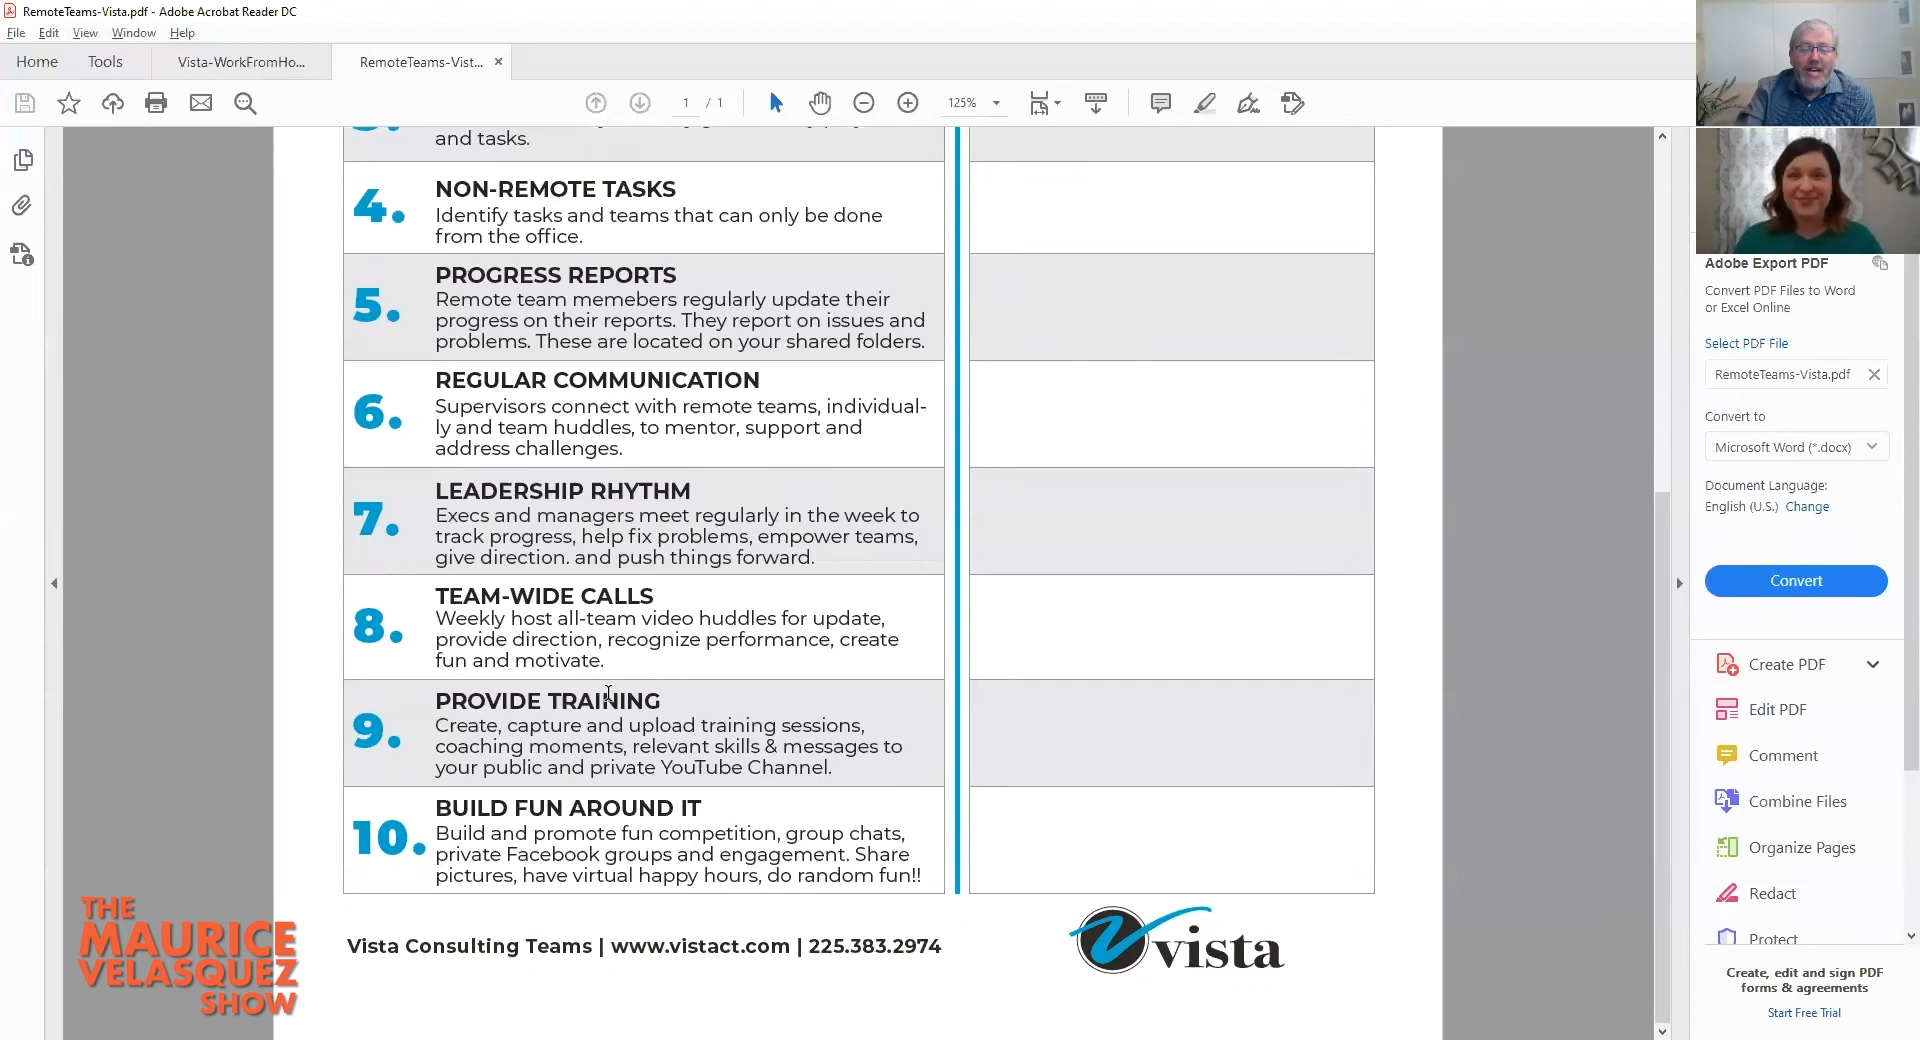 RemoteTeams-Vista.pdf - Adobe Acrobat Reader DC
File Edit View Window Help
Home Tools Vista-WorkFromHo... RemoteTeams-Vist... ×
1 / 1 125%
and tasks.
4. NON-REMOTE TASKS
Identify tasks and teams that can only be done
from the office.
5. PROGRESS REPORTS
Remote team memebers regularly update their
progress on their reports. They report on issues and
problems. These are located on your shared folders.
6. REGULAR COMMUNICATION
Supervisors connect with remote teams, individual-
ly and team huddles, to mentor, support and
address challenges.
7. LEADERSHIP RHYTHM
Execs and managers meet regularly in the week to
track progress, help fix problems, empower teams,
give direction. and push things forward.
8. TEAM-WIDE CALLS
Weekly host all-team video huddles for update,
provide direction, recognize performance, create
fun and motivate.
9. PROVIDE TRAINING
Create, capture and upload training sessions,
coaching moments, relevant skills & messages to
your public and private YouTube Channel.
10. BUILD FUN AROUND IT
Build and promote fun competition, group chats,
private Facebook groups and engagement. Share
pictures, have virtual happy hours, do random fun!!
Vista Consulting Teams | www.vistact.com | 225.383.2974
vista
THE
MAURICE
VELASQUEZ
SHOW
Adobe Export PDF
Convert PDF Files to Word
or Excel Online
Select PDF File
RemoteTeams-Vista.pdf
Convert to
Microsoft Word (*.docx)
Document Language:
English (U.S.) Change
Convert
Create PDF
Edit PDF
Comment
Combine Files
Organize Pages
Redact
Protect
Create, edit and sign PDF
forms & agreements
Start Free Trial